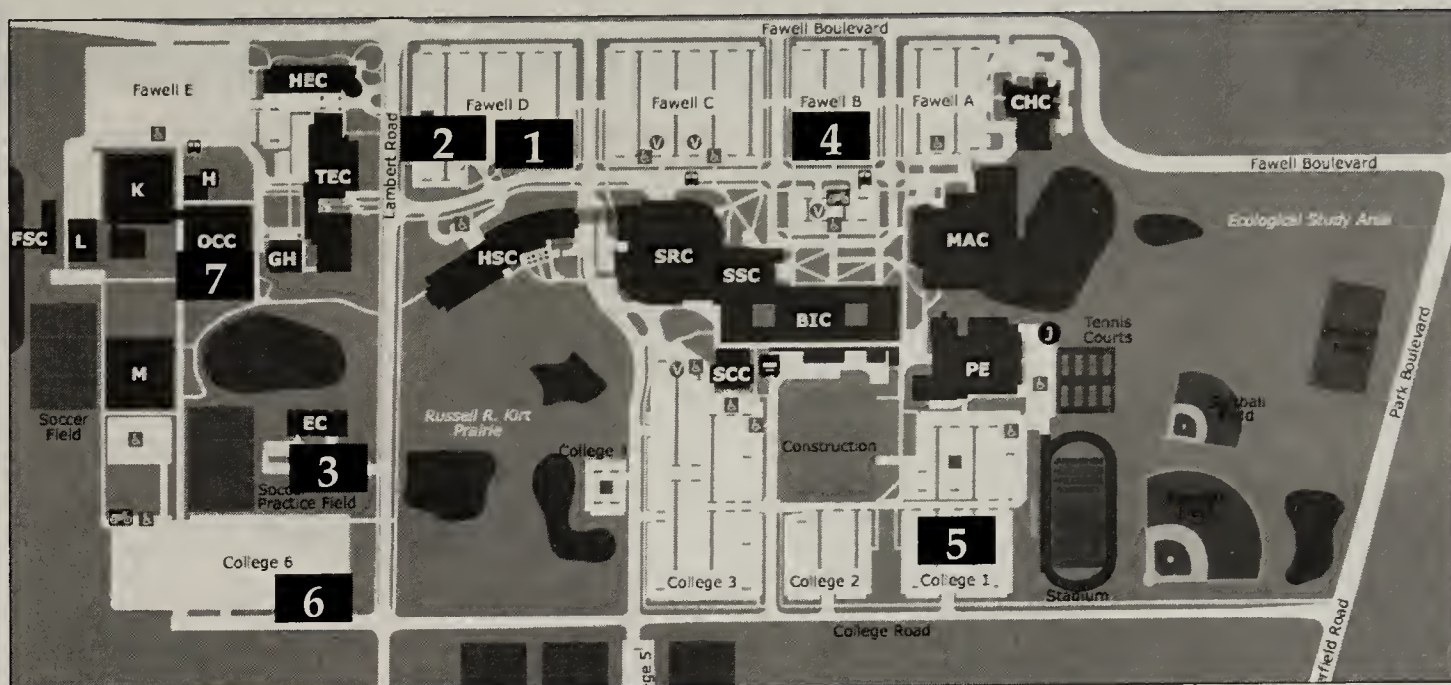 Fawell Boulevard
HEC
Fawell E
Fawell D
Fawell C
Fawell B
Fawell A
CHC
2
1
4
Lambert Road
Fawell Boulevard
K
H
TEC
V
V
FSC
L
OCC
GH
HSC
SRC
V
MAC
Ecological Study Area
7
SSC
BIC
J
Tennis
Courts
M
V
SCC
PE
Park Boulevard
Soccer
Field
EC
Russell R. Kirt
Prairie
College
Construction
Field
3
Practice Field
5
College 6
College 3
College 2
College 1
6
Stadium
College Road